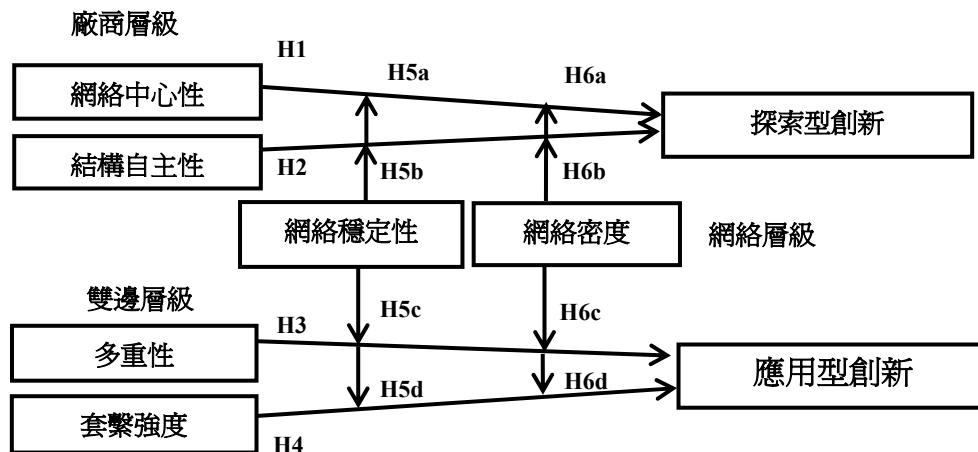 廠商層級
H1
網絡中心性
H5a
H6a
探索型創新
結構自主性
H2
H5b
H6b
網絡穩定性
網絡密度
網絡層級
雙邊層級
H3
H5c
H6c
多重性
應用型創新
H5d
H6d
套繫強度
H4